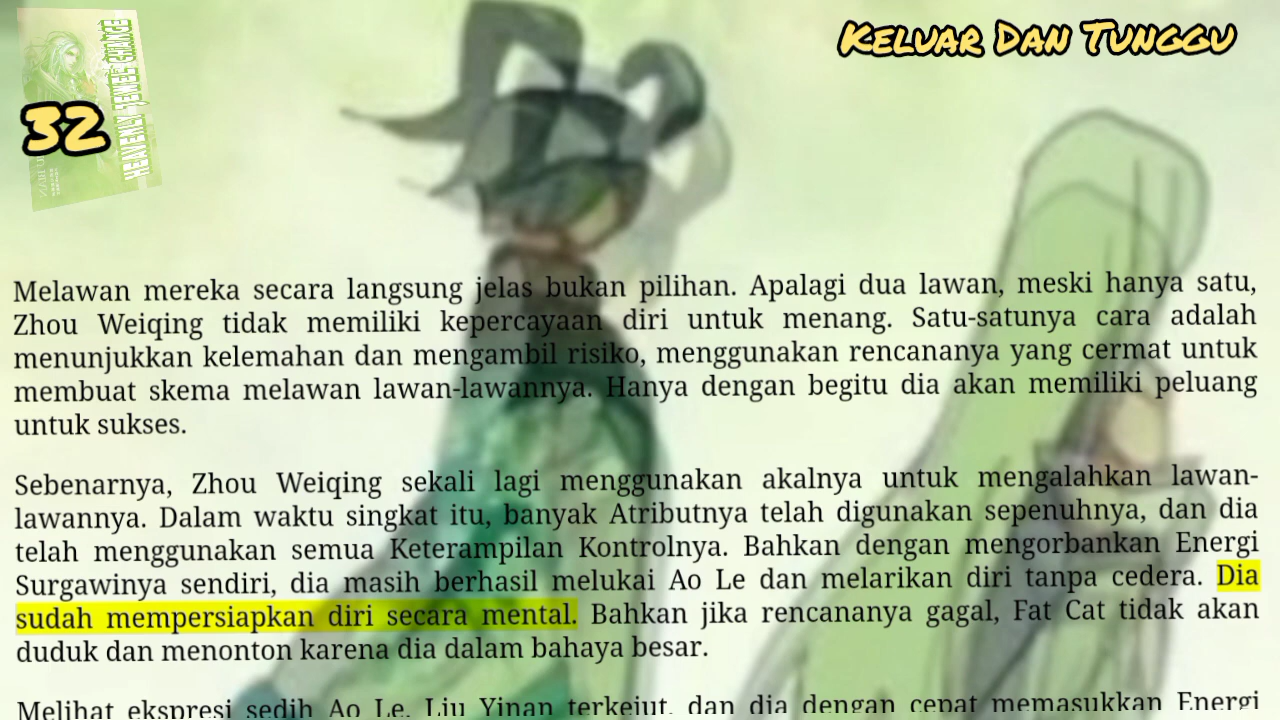 Keluar Dan Tunggu
32
HEAVENLY JEWEL CHANGE
Melawan mereka secara langsung jelas bukan pilihan. Apalagi dua lawan, meski hanya satu,
Zhou Weiqing tidak memiliki kepercayaan diri untuk menang. Satu-satunya cara adalah
menunjukkan kelemahan dan mengambil risiko, menggunakan rencananya yang cermat untuk
membuat skema melawan lawan-lawannya. Hanya dengan begitu dia akan memiliki peluang
untuk sukses.
Sebenarnya, Zhou Weiqing sekali lagi menggunakan akalnya untuk mengalahkan lawan-
lawannya. Dalam waktu singkat itu, banyak Atributnya telah digunakan sepenuhnya, dan dia
telah menggunakan semua Keterampilan Kontrolnya. Bahkan dengan mengorbankan Energi
Surgawinya sendiri, dia masih berhasil melukai Ao Le dan melarikan diri tanpa cedera. Dia
sudah mempersiapkan diri secara mental. Bahkan jika rencananya gagal, Fat Cat tidak akan
duduk dan menonton karena dia dalam bahaya besar.
Melihat ekspresi sedih Ao Le, Liu Yinan terkejut, dan dia dengan cepat memasukkan Energi